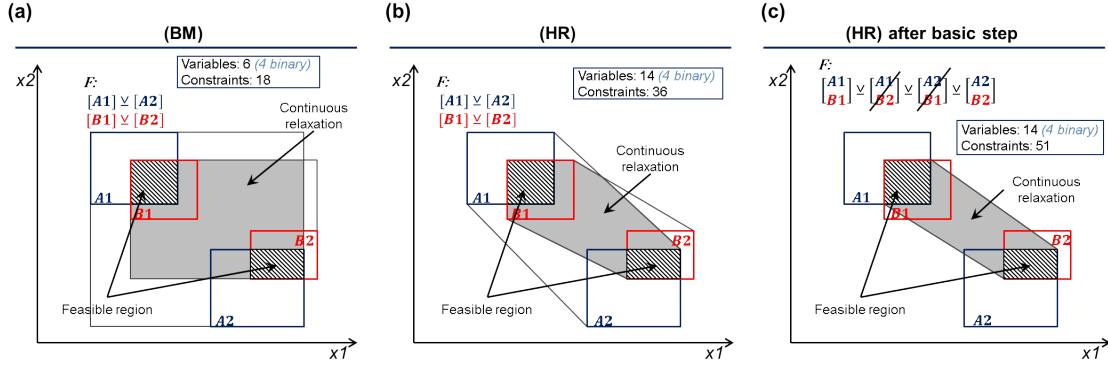 (a)
(BM)
x2
F:
[A1] ⊻ [A2]
[B1] ⊻ [B2]
Variables: 6 (4 binary)
Constraints: 18
Continuous
relaxation
A1
B1
B2
Feasible region
A2
x1
(b)
(HR)
x2
F:
[A1] ⊻ [A2]
[B1] ⊻ [B2]
Variables: 14 (4 binary)
Constraints: 36
Continuous
relaxation
A1
B1
B2
Feasible region
A2
x1
(c)
(HR) after basic step
x2
F:
[A1 B1] ⊻ [A1 B2] ⊻ [A2 B1] ⊻ [A2 B2]
Variables: 14 (4 binary)
Constraints: 51
Continuous
relaxation
A1
B1
B2
Feasible region
A2
x1